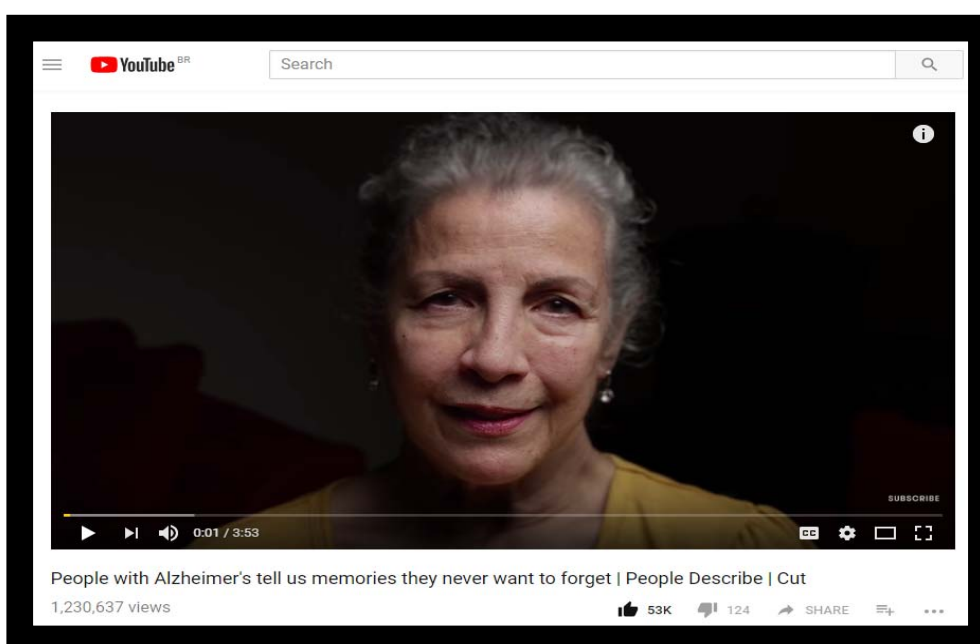 YouTube BR
Search
i
SUBSCRIBE
0:01 / 3:53
CC
People with Alzheimer's tell us memories they never want to forget | People Describe | Cut
1,230,637 views
53K 124 SHARE